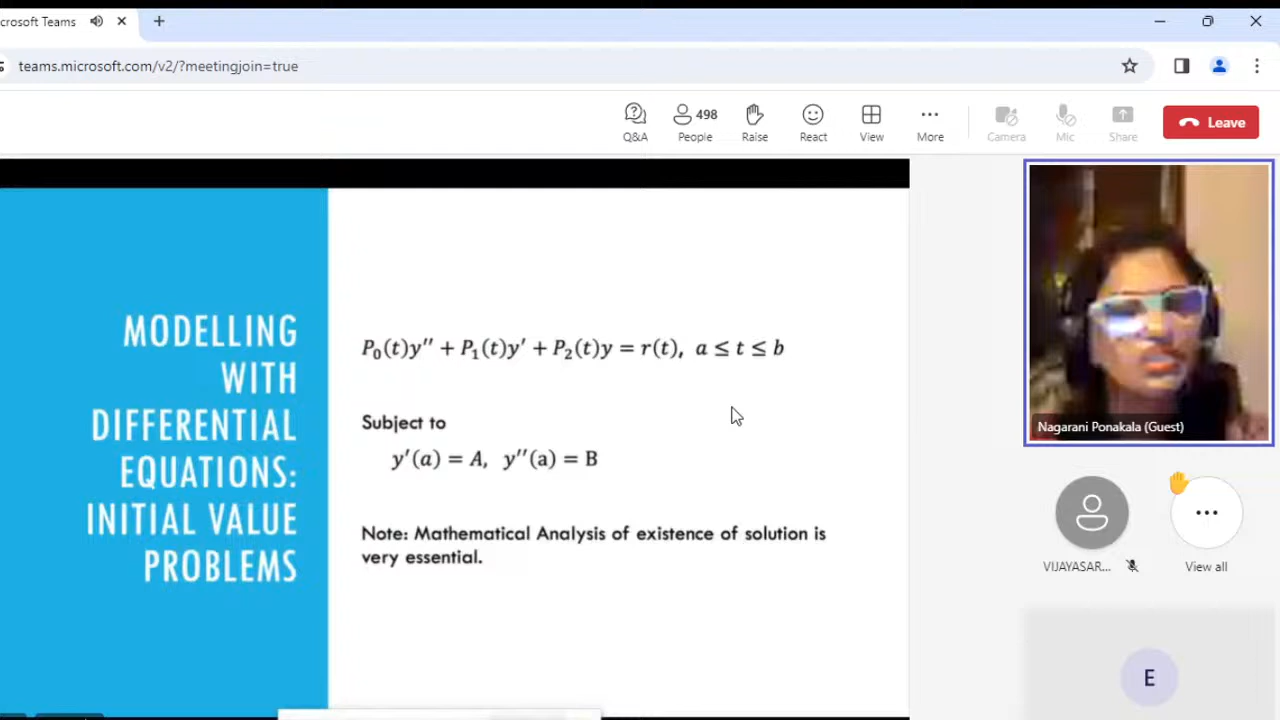 crosoft Teams
teams.microsoft.com/v2/?meetingjoin=true
Q&A
498
People
Raise
React
View
More
Camera
Mic
Share
Leave
MODELLING
WITH
DIFFERENTIAL
EQUATIONS:
INITIAL VALUE
PROBLEMS
P₀(t)y′′ + P₁(t)y′ + P₂(t)y = r(t), a ≤ t ≤ b
Subject to
y′(a) = A, y′′(a) = B
Note: Mathematical Analysis of existence of solution is
very essential.
Nagarani Ponakala (Guest)
VIJAYASAR...
View all
E